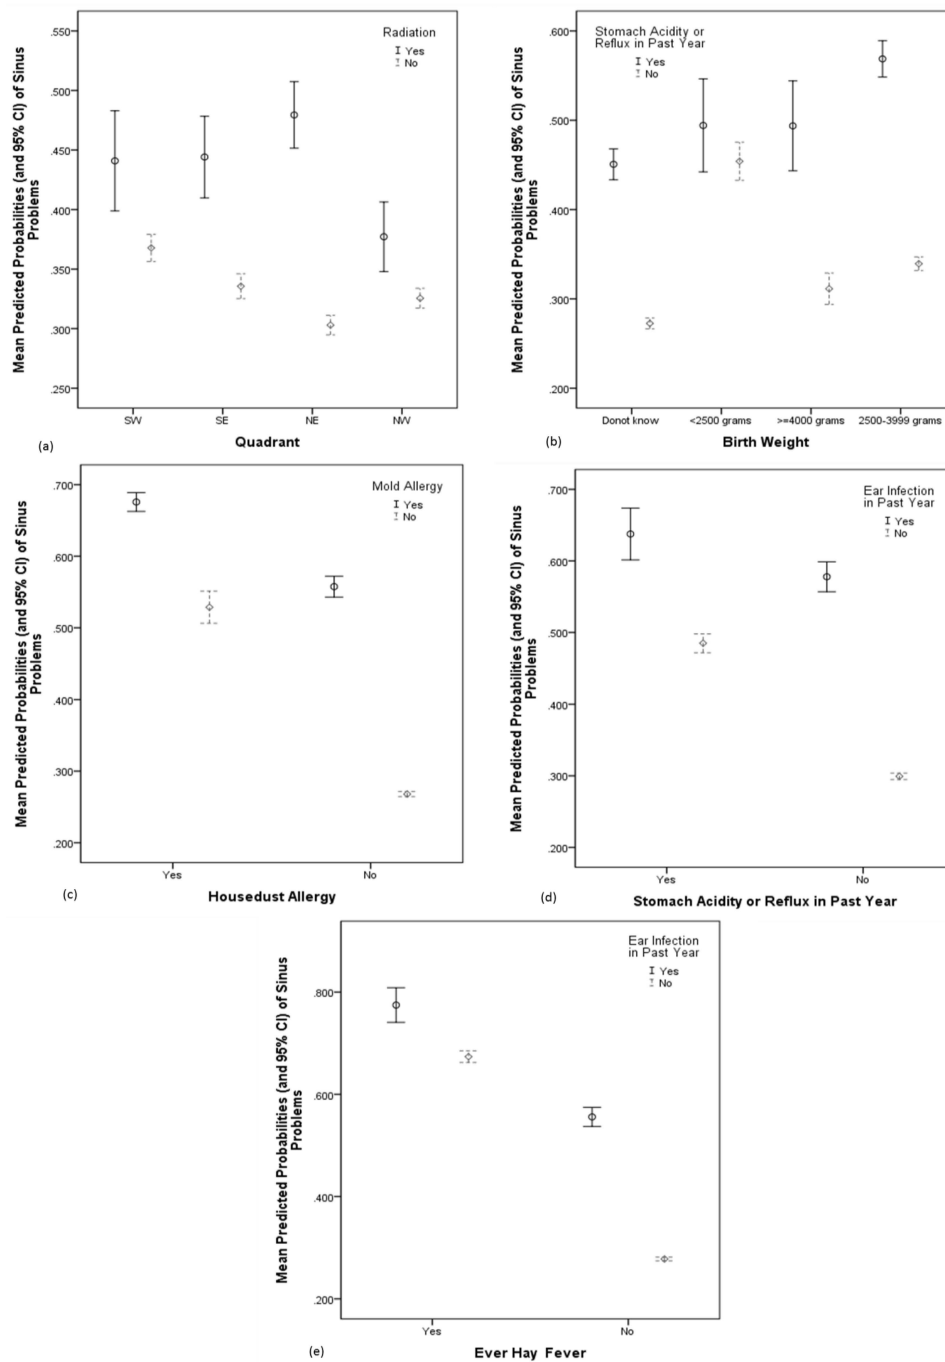 Mean Predicted Probabilities (and 95% CI) of Sinus
Problems
.550
.500
.450
.400
.350
.300
.250
Radiation
Yes
No
SW SE NE NW
(a)
Quadrant
Mean Predicted Probabilities (and 95% CI) of Sinus
Problems
.600
.500
.400
.300
.200
Stomach Acidity or
Reflux in Past Year
Yes
No
Donot know <2500 grams >=4000 grams 2500-3999 grams
(b)
Birth Weight
Mean Predicted Probabilities (and 95% CI) of Sinus
Problems
.700
.600
.500
.400
.300
.200
Mold Allergy
Yes
No
Yes No
(c)
Housedust Allergy
Mean Predicted Probabilities (and 95% CI) of Sinus
Problems
.700
.600
.500
.400
.300
.200
Ear Infection
in Past Year
Yes
No
Yes No
(d)
Stomach Acidity or Reflux in Past Year
Mean Predicted Probabilities (and 95% CI) of Sinus
Problems
.800
.600
.400
.200
Ear Infection
in Past Year
Yes
No
Yes No
(e)
Ever Hay Fever